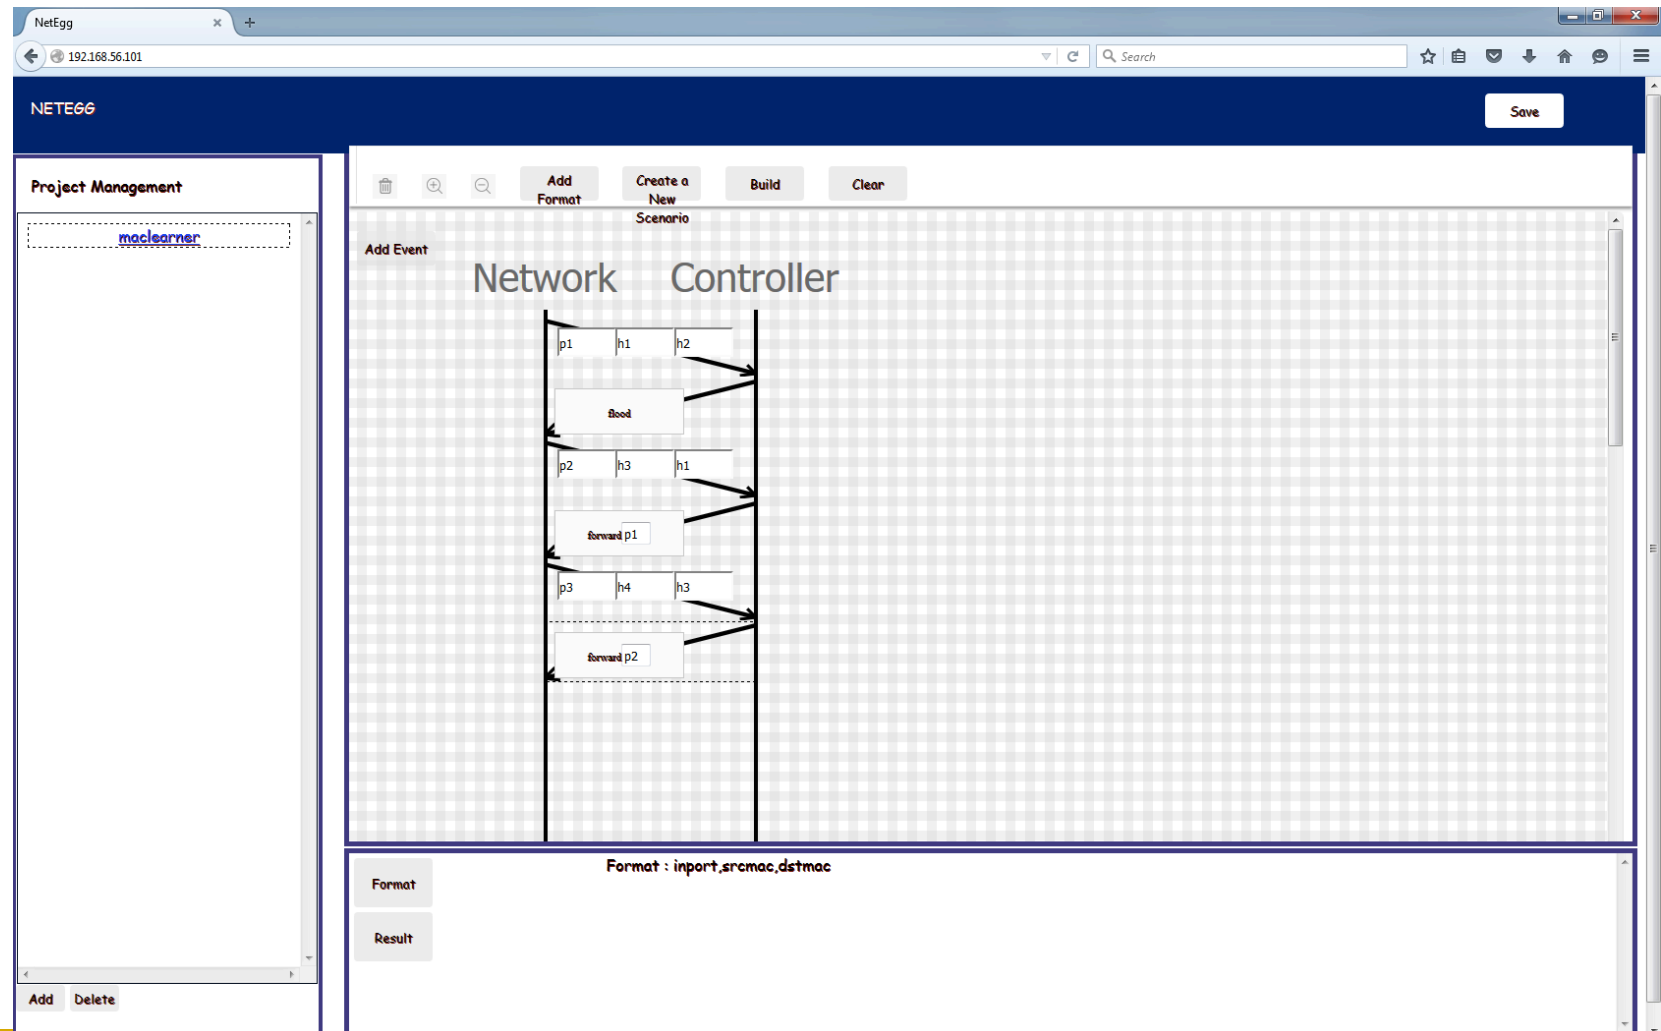 NetEgg
192.168.56.101
Search
NETEGG
Save
Project Management
maclearner
Add
Format
Create a
New
Scenario
Build
Clear
Add Event
Network Controller
p1 h1 h2
flood
p2 h3 h1
forward p1
p3 h4 h3
forward p2
Format
Format : inport,srcmac,dstmac
Result
Add Delete